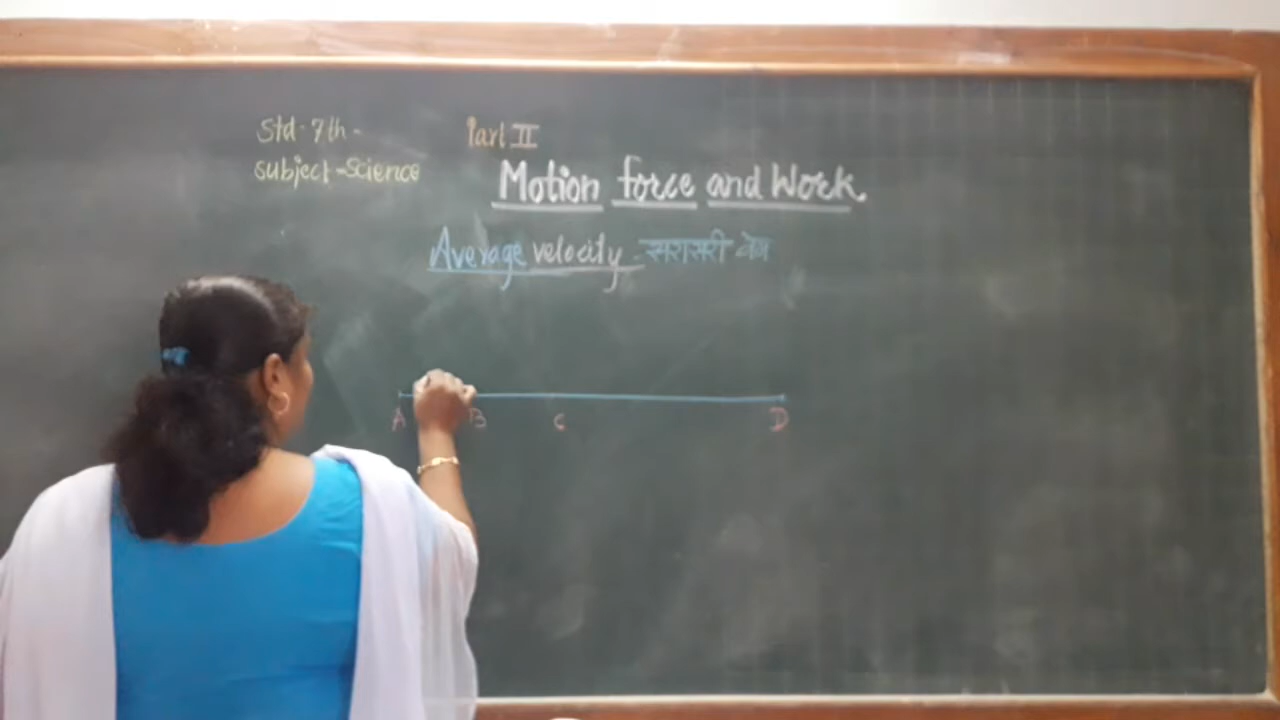 Std - 7th -
Part II
subject - Science
Motion force and Work
Average velocity - सरासरी वेग
A B C D